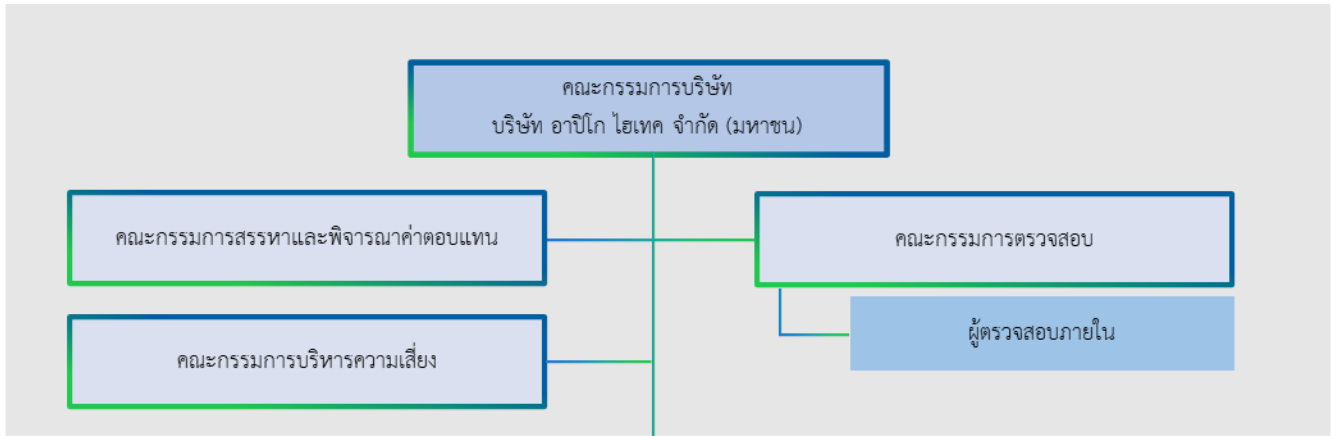 คณะกรรมการบริษัท
บริษัท อาปิโก ไฮเทค จำกัด (มหาชน)
คณะกรรมการสรรหาและพิจารณาค่าตอบแทน
คณะกรรมการตรวจสอบ
ผู้ตรวจสอบภายใน
คณะกรรมการบริหารความเสี่ยง